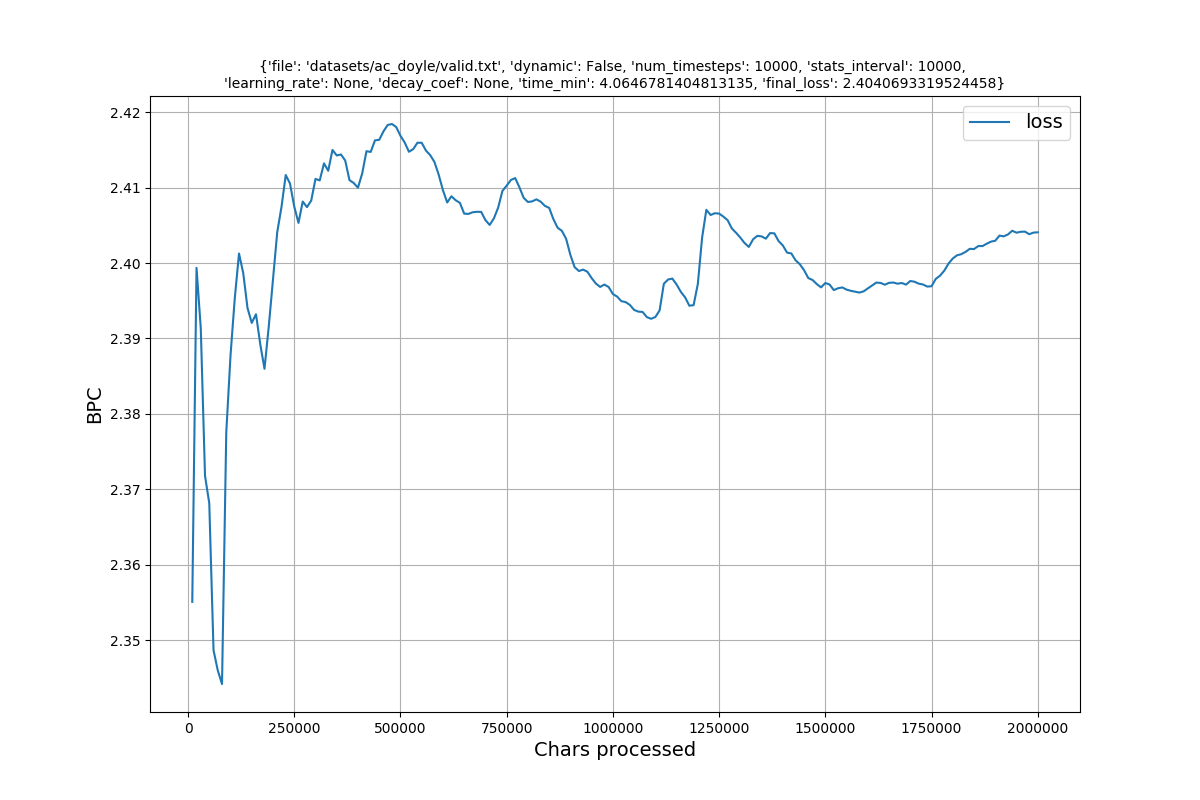 {'file': 'datasets/ac_doyle/valid.txt', 'dynamic': False, 'num_timesteps': 10000, 'stats_interval': 10000,
'learning_rate': None, 'decay_coef': None, 'time_min': 4.0646781404813135, 'final_loss': 2.4040693319524458}
loss
2.42
2.41
2.40
2.39
2.38
2.37
2.36
2.35
BPC
0 250000 500000 750000 1000000 1250000 1500000 1750000 2000000
Chars processed